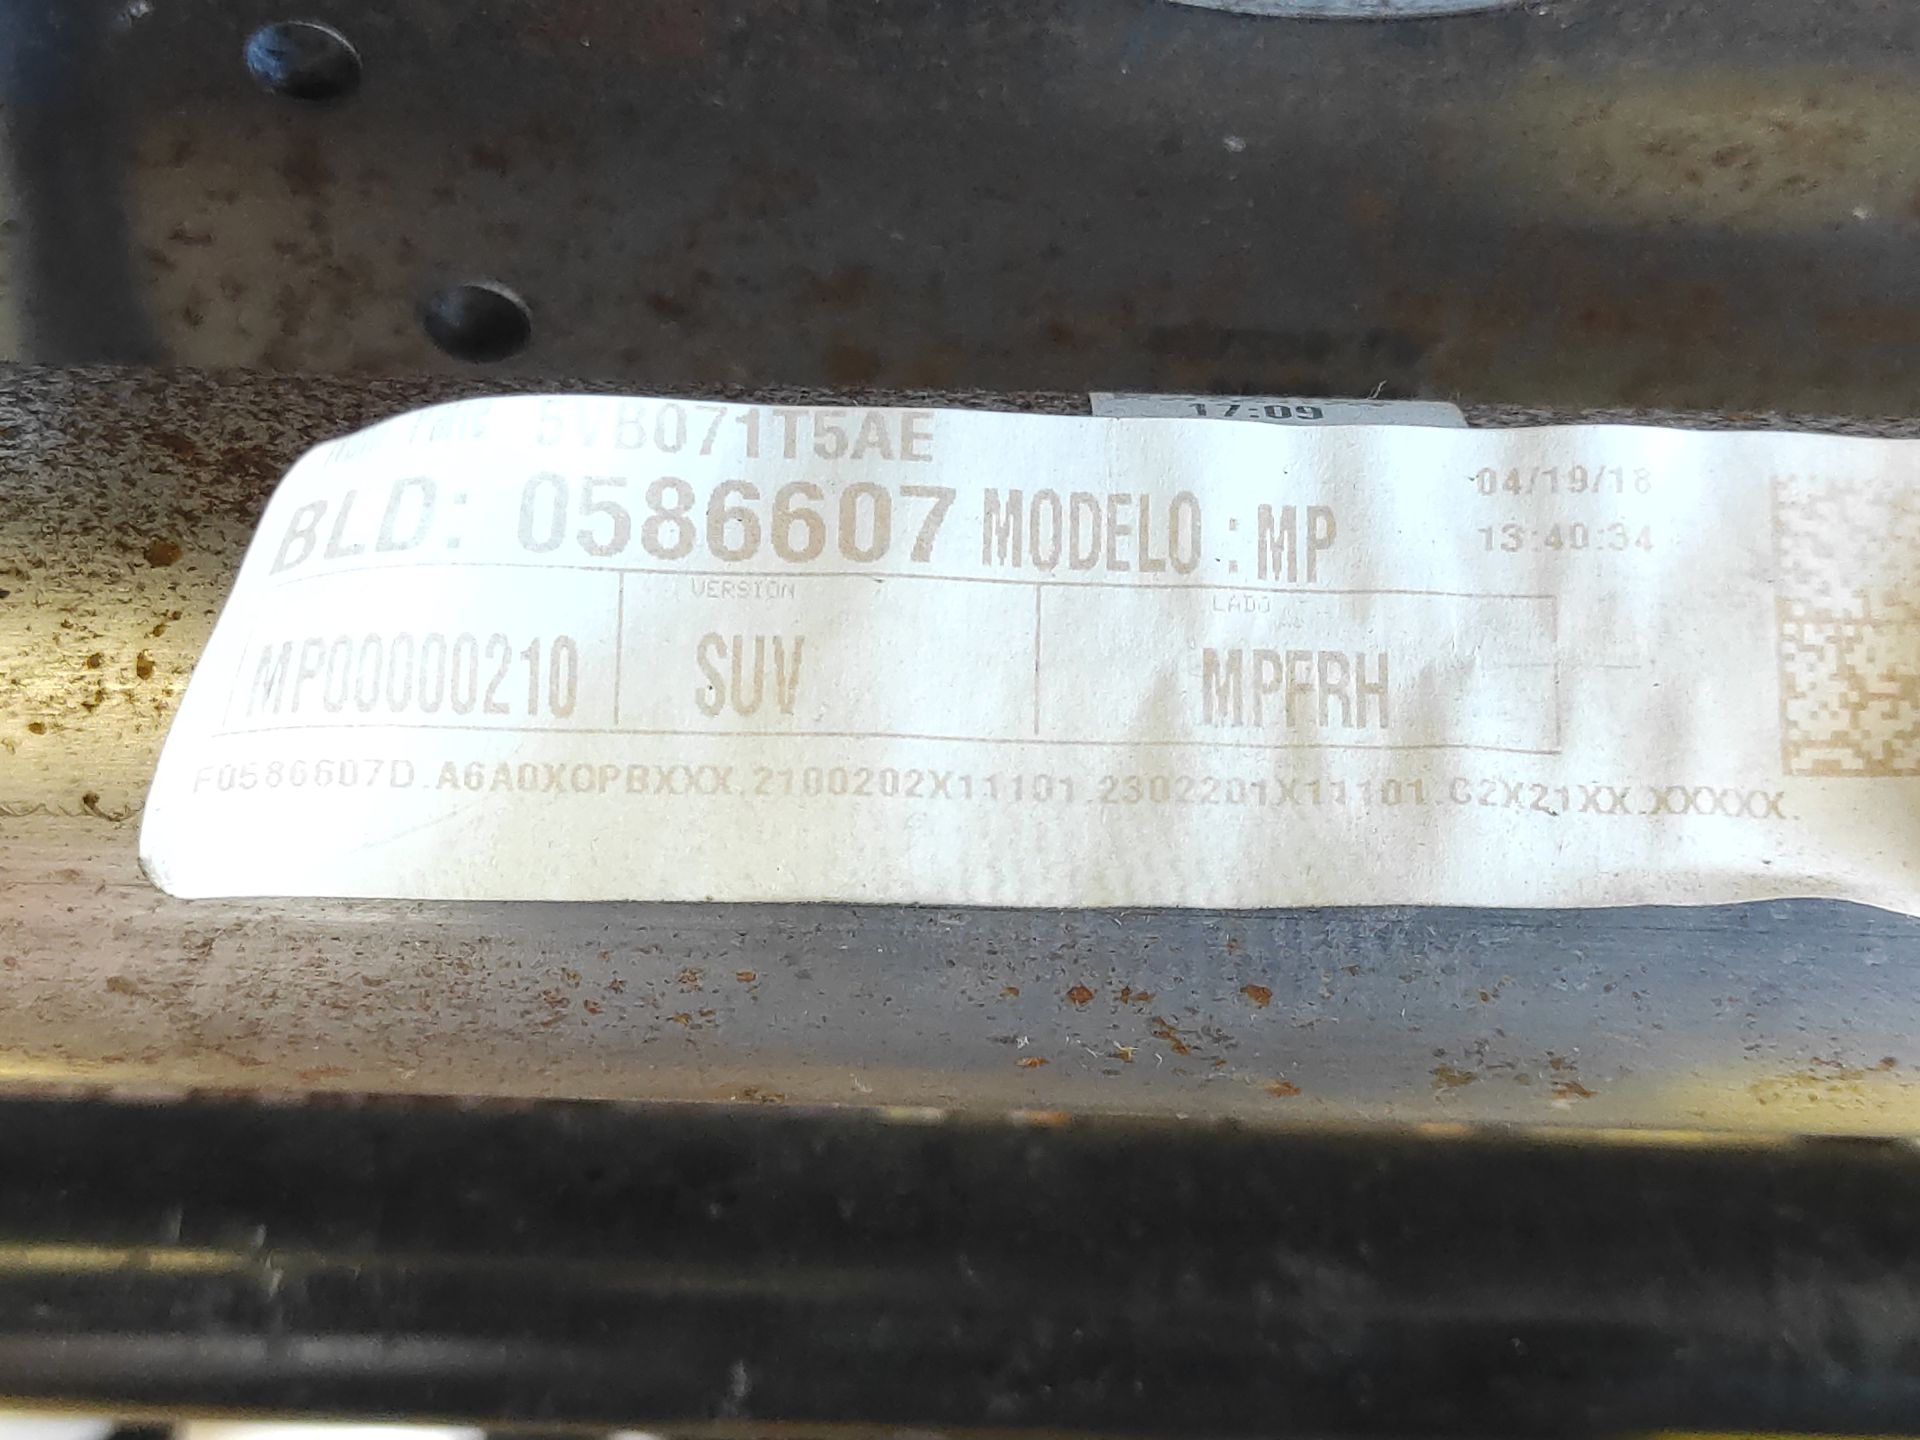 17:09
5VB071T5AE
BLD: 0586607 MODELO : MP
04/19/18
13:40:34
VERSION
LADO
MP00000210 SUV MPFRH
F0586607D.A6A0X0PBXXX.2100202X11101.2302201X11101.C2X21XX.XXXXX.